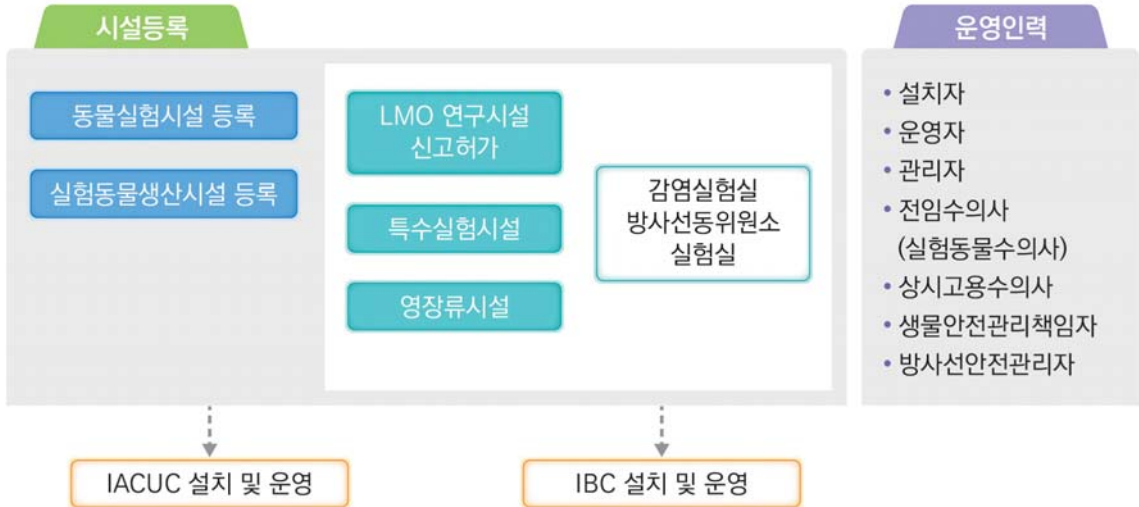 시설등록
동물실험시설 등록
실험동물생산시설 등록
LMO 연구시설
신고허가
특수실험시설
영장류시설
감염실험실
방사선동위원소
실험실
IACUC 설치 및 운영
IBC 설치 및 운영
운영인력
• 설치자
• 운영자
• 관리자
• 전임수의사
(실험동물수의사)
• 상시고용수의사
• 생물안전관리책임자
• 방사선안전관리자